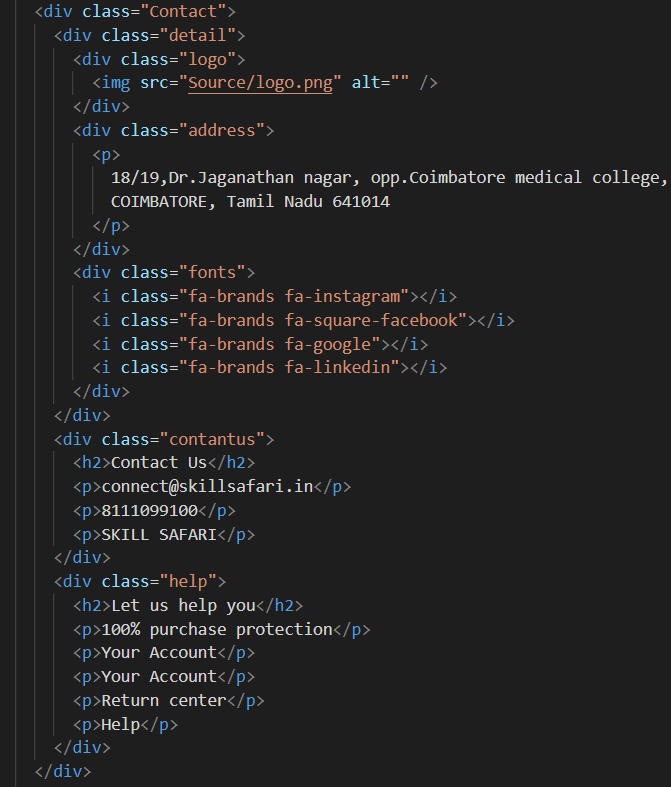 <div class="Contact">
<div class="detail">
<div class="logo">
<img src="Source/logo.png" alt="" />
</div>
<div class="address">
<p>
18/19,Dr.Jaganathan nagar, opp.Coimbatore medical college,
COIMBATORE, Tamil Nadu 641014
</p>
</div>
<div class="fonts">
<i class="fa-brands fa-instagram"></i>
<i class="fa-brands fa-square-facebook"></i>
<i class="fa-brands fa-google"></i>
<i class="fa-brands fa-linkedin"></i>
</div>
</div>
<div class="contantus">
<h2>Contact Us</h2>
<p>connect@skillsafari.in</p>
<p>8111099100</p>
<p>SKILL SAFARI</p>
</div>
<div class="help">
<h2>Let us help you</h2>
<p>100% purchase protection</p>
<p>Your Account</p>
<p>Your Account</p>
<p>Return center</p>
<p>Help</p>
</div>
</div>